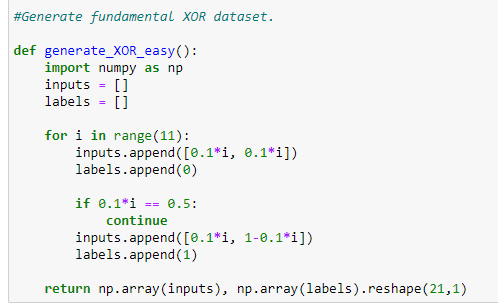 #Generate fundamental XOR dataset.
def generate_XOR_easy():
    import numpy as np
    inputs = []
    labels = []
    for i in range(11):
        inputs.append([0.1*i, 0.1*i])
        labels.append(0)
        if 0.1*i == 0.5:
            continue
        inputs.append([0.1*i, 1-0.1*i])
        labels.append(1)
    return np.array(inputs), np.array(labels).reshape(21,1)